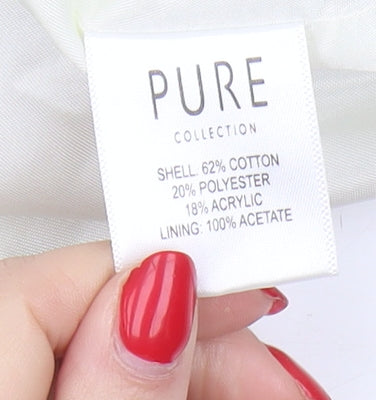 PURE
COLLECTION
SHELL: 62% COTTON
20% POLYESTER
18% ACRYLIC
LINING: 100% ACETATE